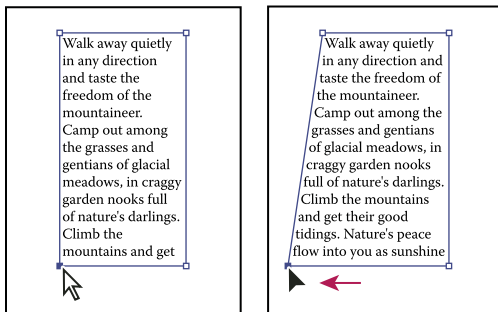 Walk away quietly
in any direction
and taste the
freedom of the
mountaineer.
Camp out among
the grasses and
gentians of glacial
meadows, in craggy
garden nooks full
of nature's darlings.
Climb the
mountains and get
Walk away quietly
in any direction and
taste the freedom of
the mountaineer.
Camp out among the
grasses and gentians
of glacial meadows, in
craggy garden nooks
full of nature's darlings.
Climb the mountains
and get their good
tidings. Nature's peace
flow into you as sunshine